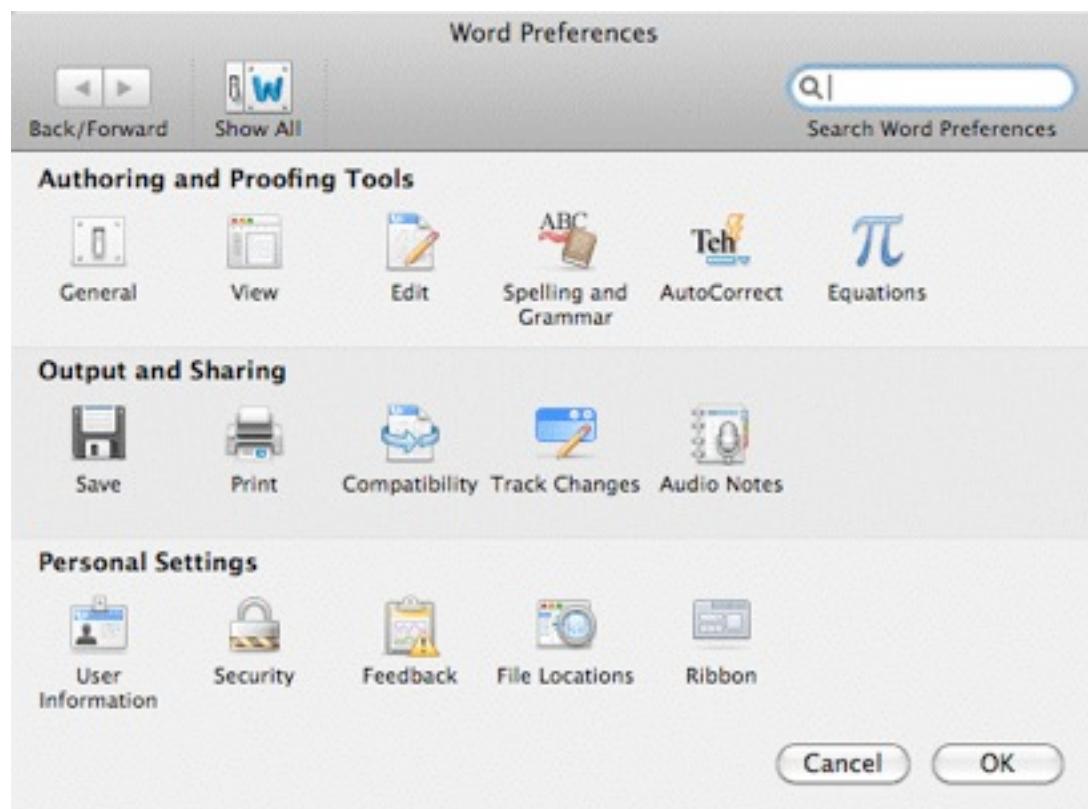 Word Preferences
Back/Forward
Show All
Search Word Preferences
Authoring and Proofing Tools
General
View
Edit
ABC
Spelling and
Grammar
Teh
AutoCorrect
π
Equations
Output and Sharing
Save
Print
Compatibility
Track Changes
Audio Notes
Personal Settings
User
Information
Security
Feedback
File Locations
Ribbon
Cancel
OK